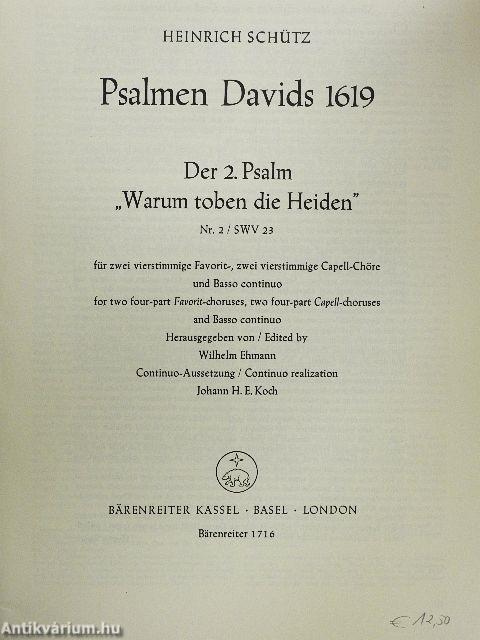 HEINRICH SCHÜTZ
Psalmen Davids 1619
Der 2. Psalm
„Warum toben die Heiden"
Nr. 2 / SWV 23
für zwei vierstimmige Favorit-, zwei vierstimmige Capell-Chöre
und Basso continuo
for two four-part Favorit-choruses, two four-part Capell-choruses
and Basso continuo
Herausgegeben von / Edited by
Wilhelm Ehmann
Continuo-Aussetzung / Continuo realization
Johann H. E. Koch
BÄRENREITER KASSEL · BASEL · LONDON
Bärenreiter 1716
€ 12,50
Antikvárium.hu